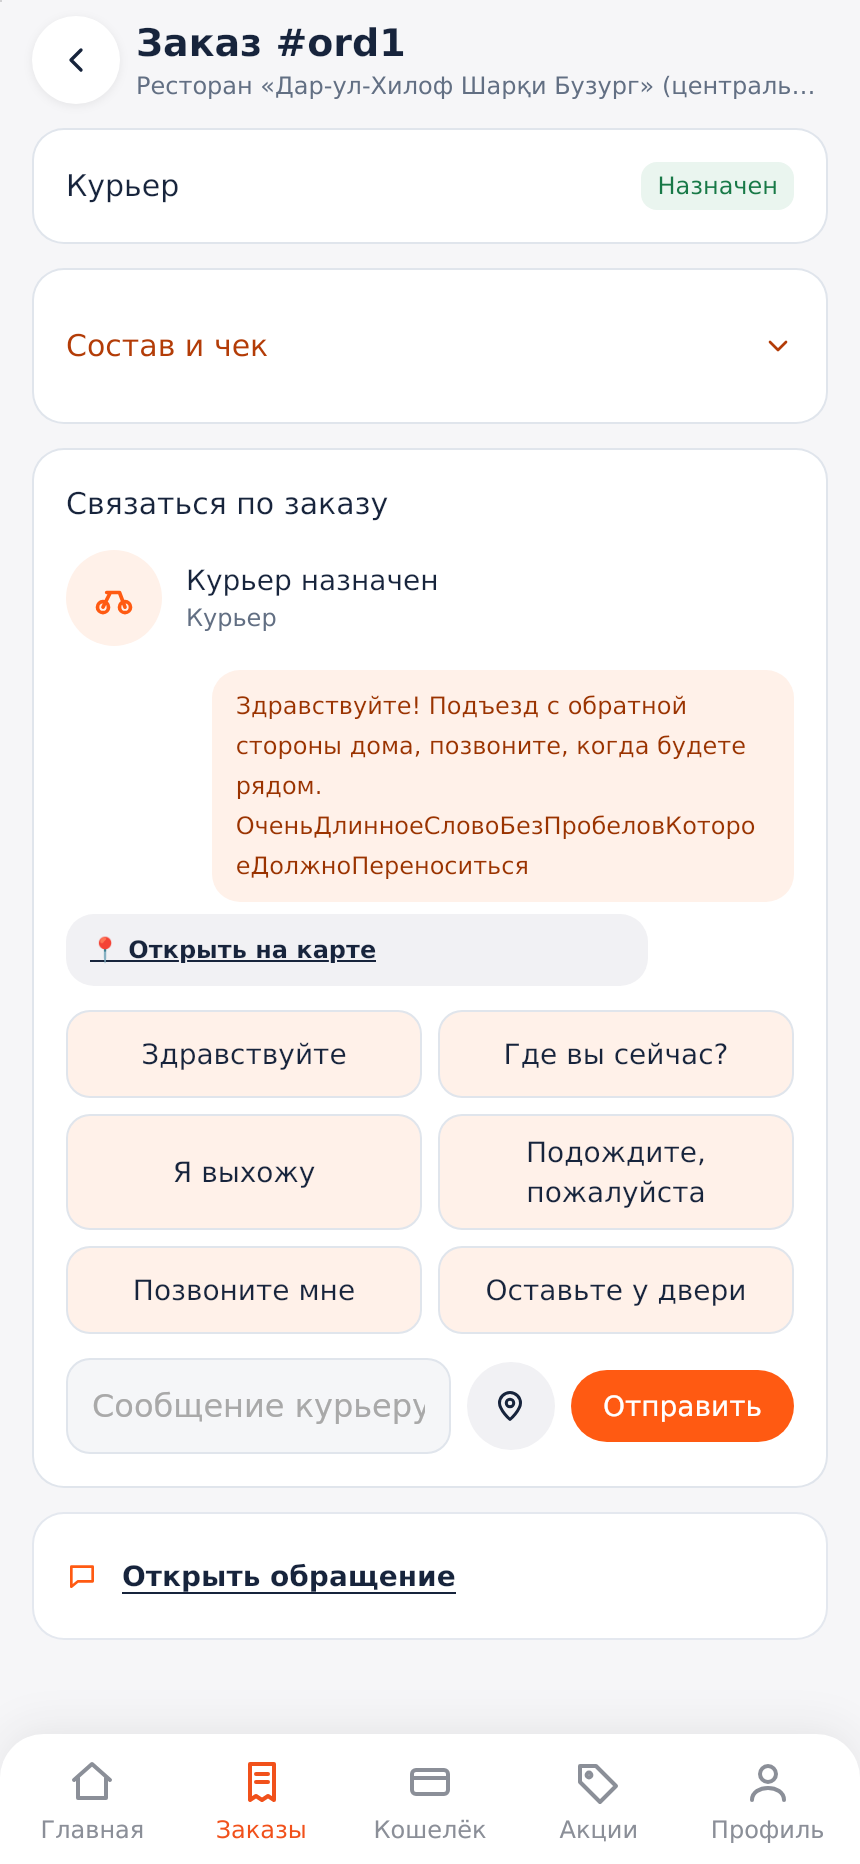 Заказ #ord1
Ресторан «Дар-ул-Хилоф Шарқи Бузург» (централь...
Курьер
Назначен
Состав и чек
Связаться по заказу
Курьер назначен
Курьер
Здравствуйте! Подъезд с обратной
стороны дома, позвоните, когда будете
рядом.
ОченьДлинноеСловоБезПробеловКоторо
еДолжноПереноситься
📍 Открыть на карте
Здравствуйте
Где вы сейчас?
Я выхожу
Подождите,
пожалуйста
Позвоните мне
Оставьте у двери
Сообщение курьеру
Отправить
Открыть обращение
Главная
Заказы
Кошелёк
Акции
Профиль